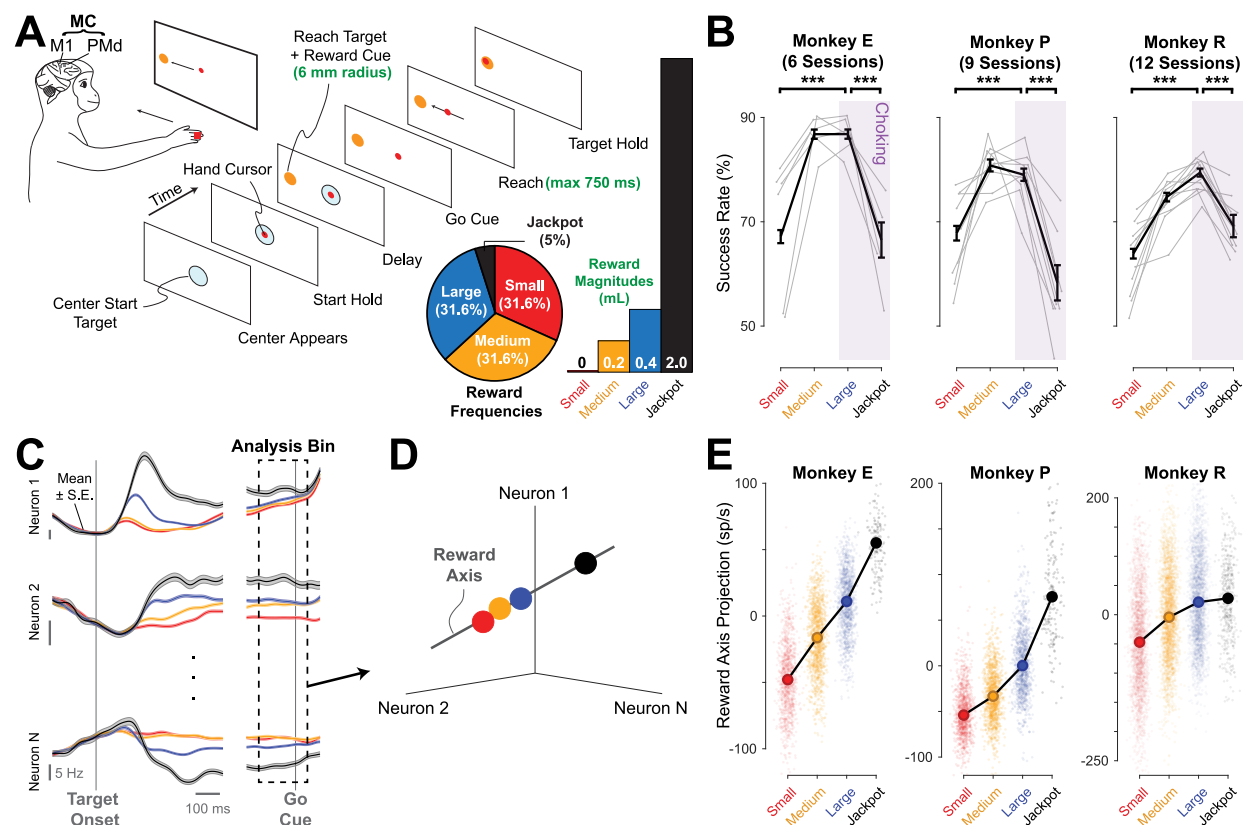 A
MC
M1
PMd
Reach Target
+ Reward Cue
(6 mm radius)
Hand Cursor
Time
Center Start
Target
Center Appears
Start Hold
Delay
Go Cue
Reach (max 750 ms)
Target Hold
Jackpot
(5%)
Large
(31.6%)
Small
(31.6%)
Medium
(31.6%)
Reward
Frequencies
Reward
Magnitudes
(mL)
0
0.2
0.4
2.0
Small
Medium
Large
Jackpot
B
Monkey E
(6 Sessions)
Monkey P
(9 Sessions)
Monkey R
(12 Sessions)
*** ***
*** ***
*** ***
Choking
Success Rate (%)
90
70
50
Small
Medium
Large
Jackpot
Small
Medium
Large
Jackpot
Small
Medium
Large
Jackpot
C
Analysis Bin
Mean
± S.E.
Neuron 1
Neuron 2
Neuron N
5 Hz
100 ms
Target
Onset
Go
Cue
D
Neuron 1
Reward
Axis
Neuron 2
Neuron N
E
Monkey E
Monkey P
Monkey R
Reward Axis Projection (sp/s)
100
0
-100
200
100
0
-100
200
0
-250
Small
Medium
Large
Jackpot
Small
Medium
Large
Jackpot
Small
Medium
Large
Jackpot